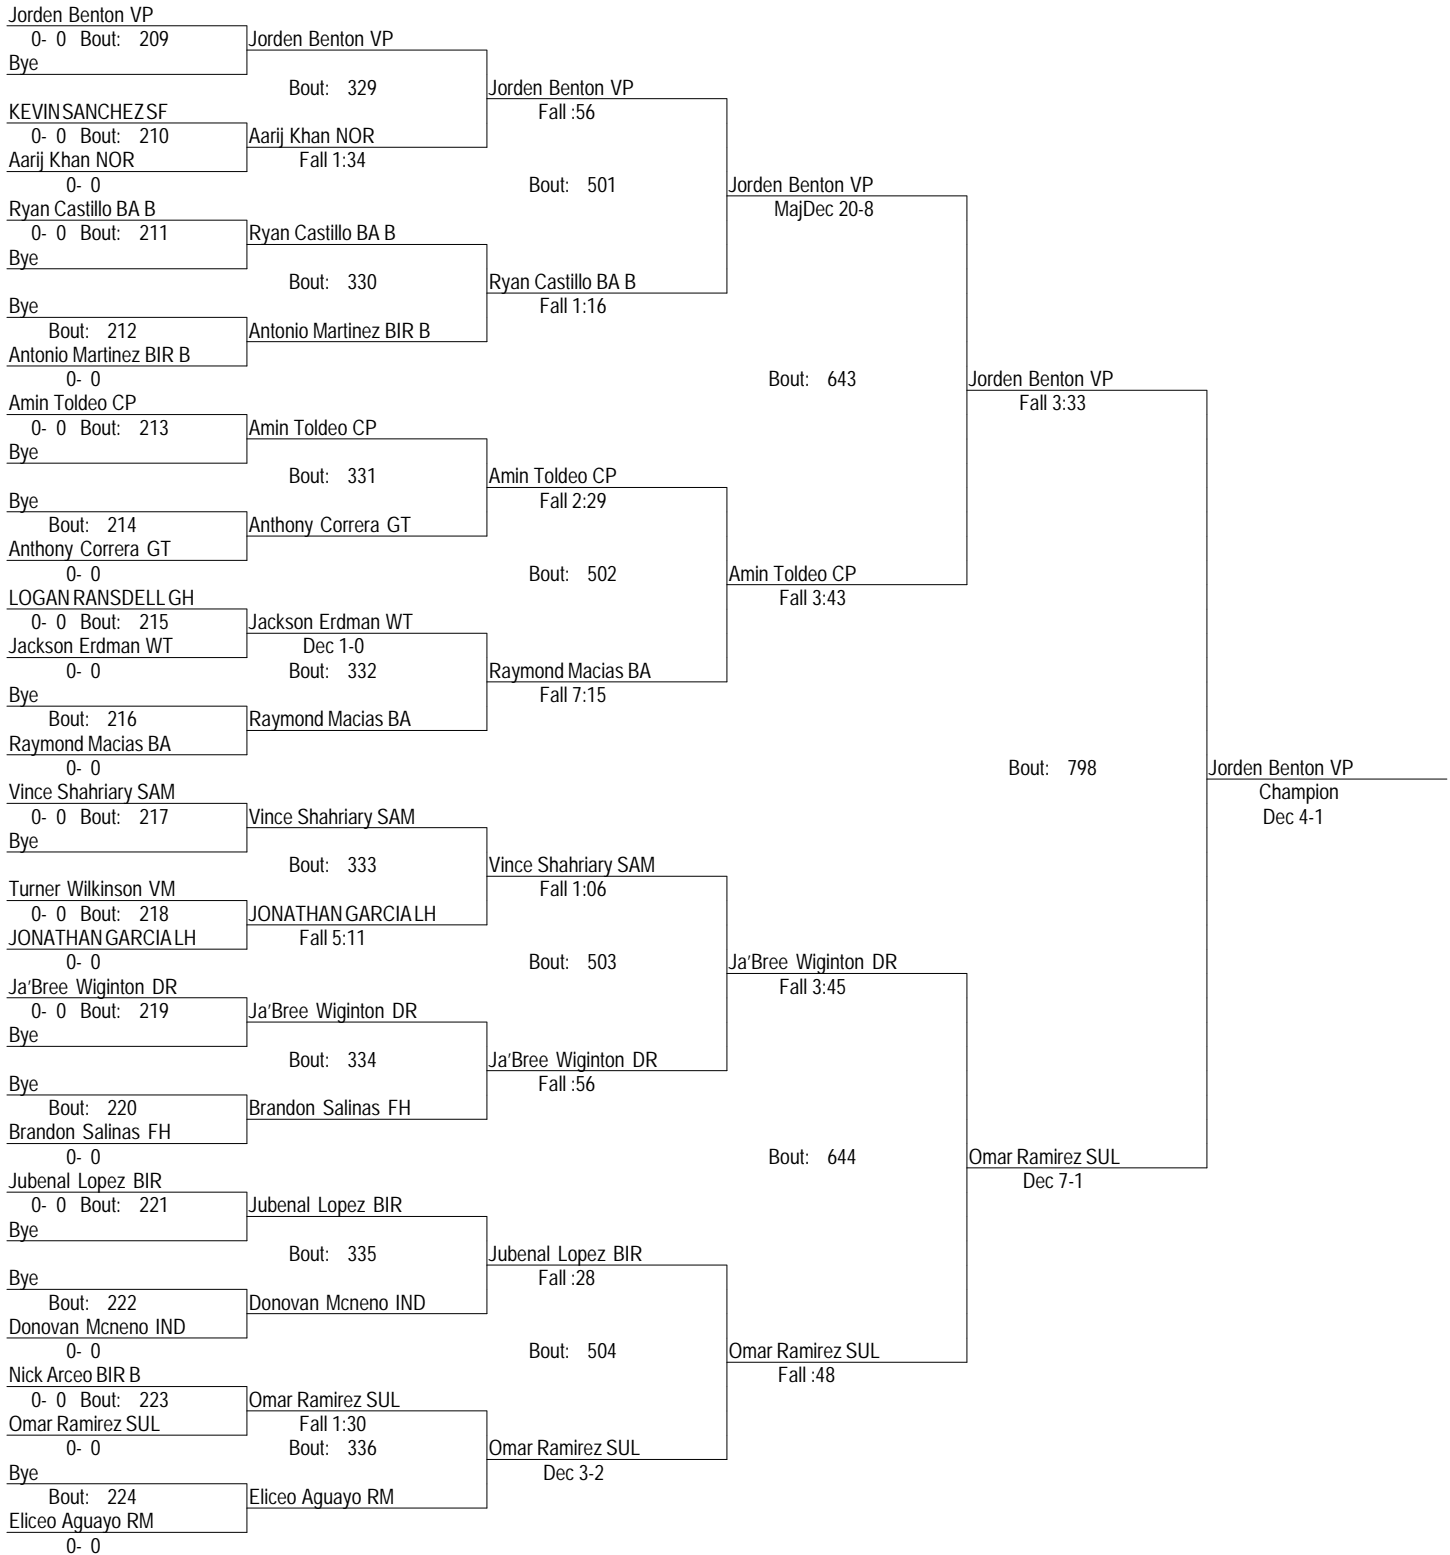 Jorden Benton VP
0- 0 Bout: 209
Bye
Jorden Benton VP
Bout: 329
KEVIN SANCHEZ SF
0- 0 Bout: 210
Aarij Khan NOR
0- 0
Aarij Khan NOR
Fall 1:34
Jorden Benton VP
Fall :56
Bout: 501
Ryan Castillo BA B
0- 0 Bout: 211
Bye
Ryan Castillo BA B
Bout: 330
Bye
Bout: 212
Antonio Martinez BIR B
0- 0
Antonio Martinez BIR B
Ryan Castillo BA B
Fall 1:16
Jorden Benton VP
MajDec 20-8
Bout: 643
Amin Toldeo CP
0- 0 Bout: 213
Bye
Amin Toldeo CP
Bout: 331
Bye
Bout: 214
Anthony Correra GT
0- 0
Anthony Correra GT
Amin Toldeo CP
Fall 2:29
Bout: 502
LOGAN RANSDELL GH
0- 0 Bout: 215
Jackson Erdman WT
0- 0
Jackson Erdman WT
Dec 1-0
Bout: 332
Bye
Bout: 216
Raymond Macias BA
0- 0
Raymond Macias BA
Raymond Macias BA
Fall 7:15
Amin Toldeo CP
Fall 3:43
Jorden Benton VP
Fall 3:33
Bout: 798
Jorden Benton VP
Champion
Dec 4-1
Vince Shahriary SAM
0- 0 Bout: 217
Bye
Vince Shahriary SAM
Bout: 333
Turner Wilkinson VM
0- 0 Bout: 218
JONATHAN GARCIA LH
0- 0
JONATHAN GARCIA LH
Fall 5:11
Vince Shahriary SAM
Fall 1:06
Bout: 503
Ja'Bree Wiginton DR
0- 0 Bout: 219
Bye
Ja'Bree Wiginton DR
Bout: 334
Bye
Bout: 220
Brandon Salinas FH
0- 0
Brandon Salinas FH
Ja'Bree Wiginton DR
Fall :56
Ja'Bree Wiginton DR
Fall 3:45
Bout: 644
Jubenal Lopez BIR
0- 0 Bout: 221
Bye
Jubenal Lopez BIR
Bout: 335
Bye
Bout: 222
Donovan Mcneno IND
0- 0
Donovan Mcneno IND
Jubenal Lopez BIR
Fall :28
Bout: 504
Nick Arceo BIR B
0- 0 Bout: 223
Omar Ramirez SUL
0- 0
Omar Ramirez SUL
Fall 1:30
Bout: 336
Bye
Bout: 224
Eliceo Aguayo RM
0- 0
Eliceo Aguayo RM
Omar Ramirez SUL
Dec 3-2
Omar Ramirez SUL
Fall :48
Omar Ramirez SUL
Dec 7-1